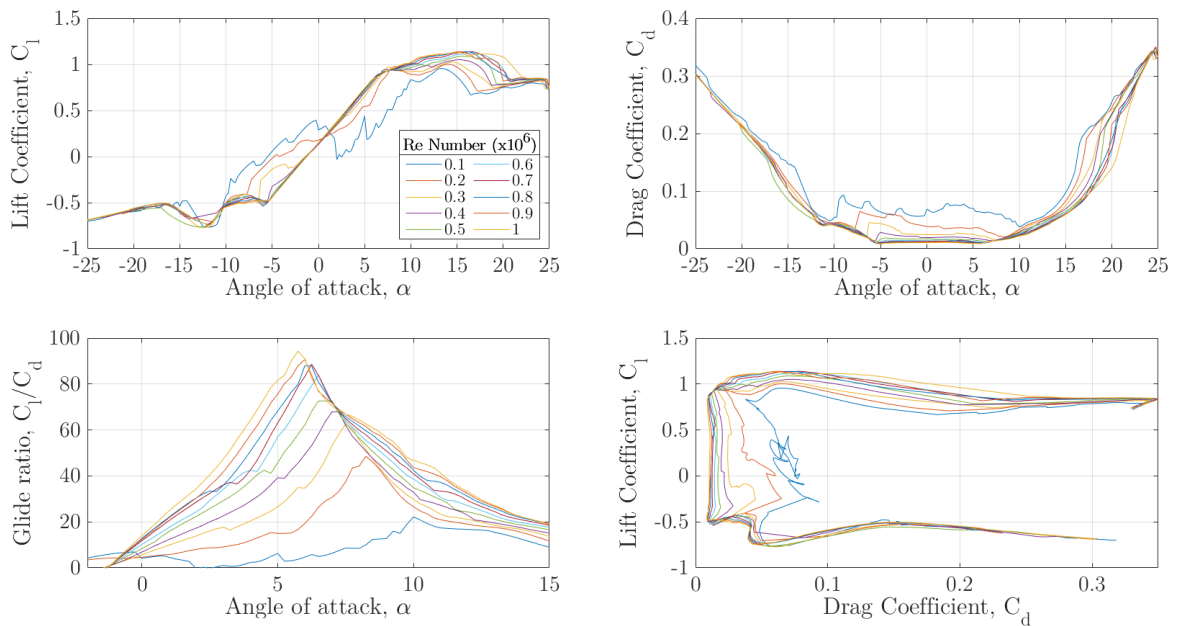 1.5
1
0.5
0
-0.5
-1
Lift Coefficient, C_l
-25 -20 -15 -10 -5 0 5 10 15 20 25
Angle of attack, α
Re Number (x10^6)
0.1 0.6
0.2 0.7
0.3 0.8
0.4 0.9
0.5 1
0.4
0.3
0.2
0.1
0
Drag Coefficient, C_d
-25 -20 -15 -10 -5 0 5 10 15 20 25
Angle of attack, α
100
80
60
40
20
0
Glide ratio, C_l/C_d
0 5 10 15
Angle of attack, α
1.5
1
0.5
0
-0.5
-1
Lift Coefficient, C_l
0 0.1 0.2 0.3
Drag Coefficient, C_d